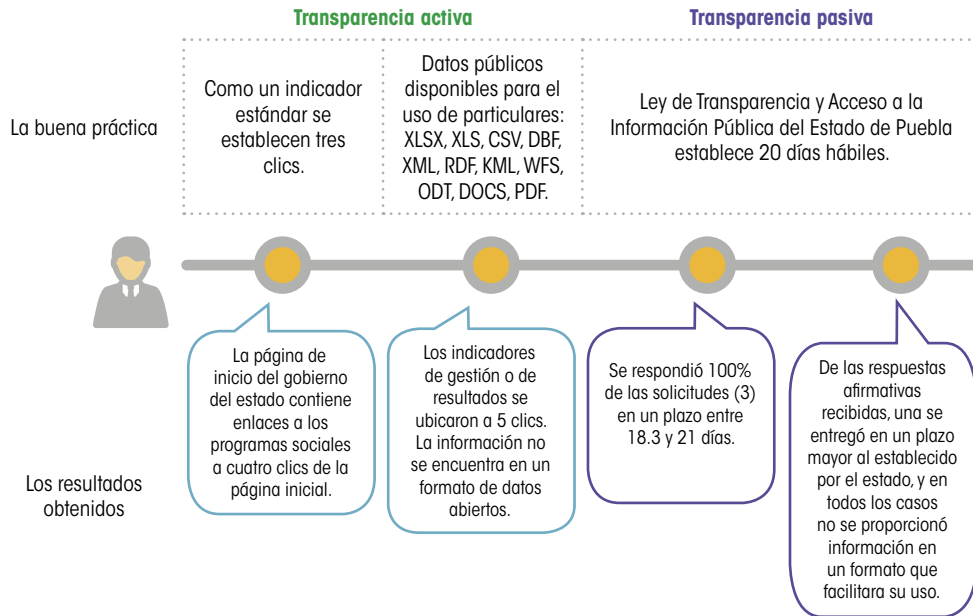 Transparencia activa
Transparencia pasiva
La buena práctica
Como un indicador
estándar se
establecen tres
clics.
Datos públicos
disponibles para el
uso de particulares:
XLSX, XLS, CSV, DBF,
XML, RDF, KML, WFS,
ODT, DOCS, PDF.
Ley de Transparencia y Acceso a la
Información Pública del Estado de Puebla
establece 20 días hábiles.
Los resultados
obtenidos
La página de
inicio del gobierno
del estado contiene
enlaces a los
programas sociales
a cuatro clics de la
página inicial.
Los indicadores
de gestión o de
resultados se
ubicaron a 5 clics.
La información no
se encuentra en un
formato de datos
abiertos.
Se respondió 100%
de las solicitudes (3)
en un plazo entre
18.3 y 21 días.
De las respuestas
afirmativas
recibidas, una se
entregó en un plazo
mayor al establecido
por el estado, y en
todos los casos
no se proporcionó
información en
un formato que
facilitara su uso.